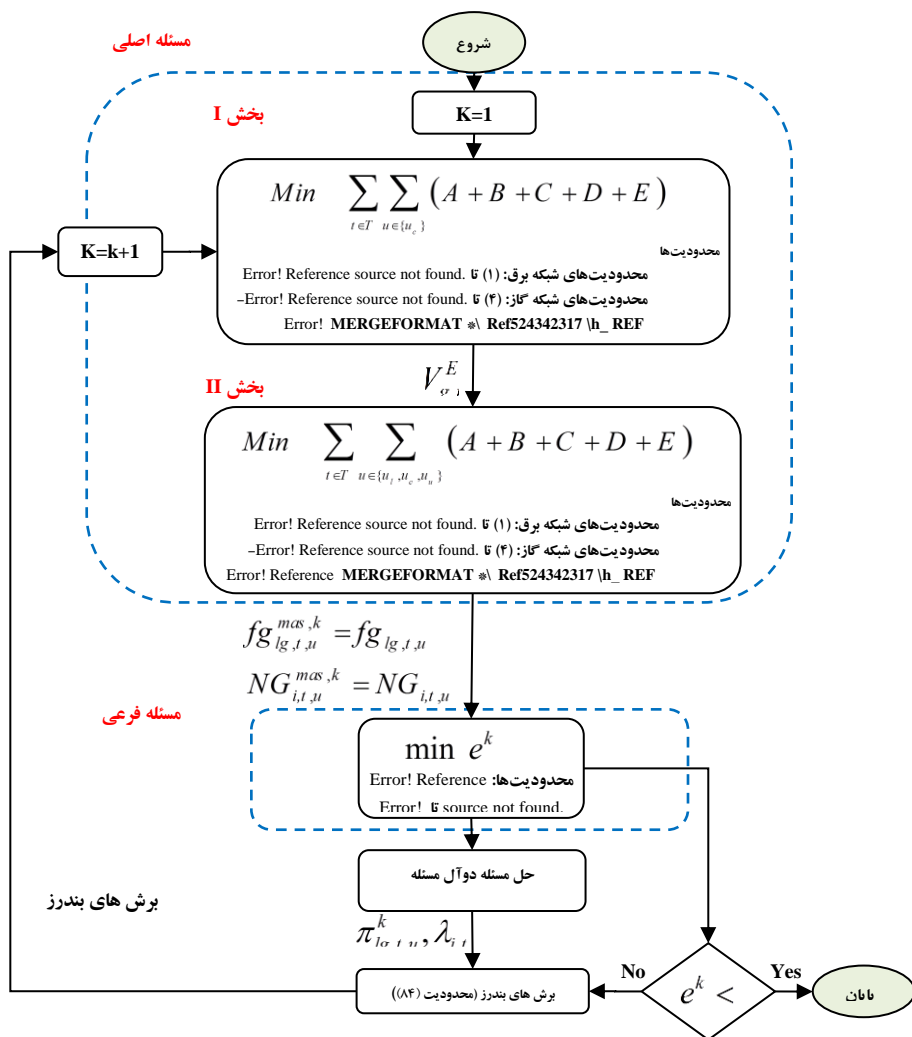 شروع
مسئله اصلی
K=1
بخش I
Min ∑t∈T ∑u∈{u_c} (A + B + C + D + E)
K=k+1
محدودیت‌ها
محدودیت‌های شبکه برق: (۱) تا Error! Reference source not found.
محدودیت‌های شبکه گاز: (۴) تا Error! Reference source not found.-
Error! MERGEFORMAT *\ Ref524342317 \h_ REF
V^E
بخش II
Min ∑t∈T ∑u∈{u_l ,u_c ,u_u} (A + B + C + D + E)
محدودیت‌ها
محدودیت‌های شبکه برق: (۱) تا Error! Reference source not found.
محدودیت‌های شبکه گاز: (۴) تا Error! Reference source not found.-
Error! Reference MERGEFORMAT *\ Ref524342317 \h_ REF
fg^{mas,k}_{lg,t,u} = fg_{lg,t,u}
NG^{mas,k}_{i,t,u} = NG_{i,t,u}
مسئله فرعی
min e^k
محدودیت‌ها: Error! Reference
source not found. تا Error!
حل مسئله دوآل مسئله
برش های بندرز
π^k_{lg,t,u}, λ_{i,t}
No
Yes
برش های بندرز (محدودیت (۸۴))
e^k <
پایان